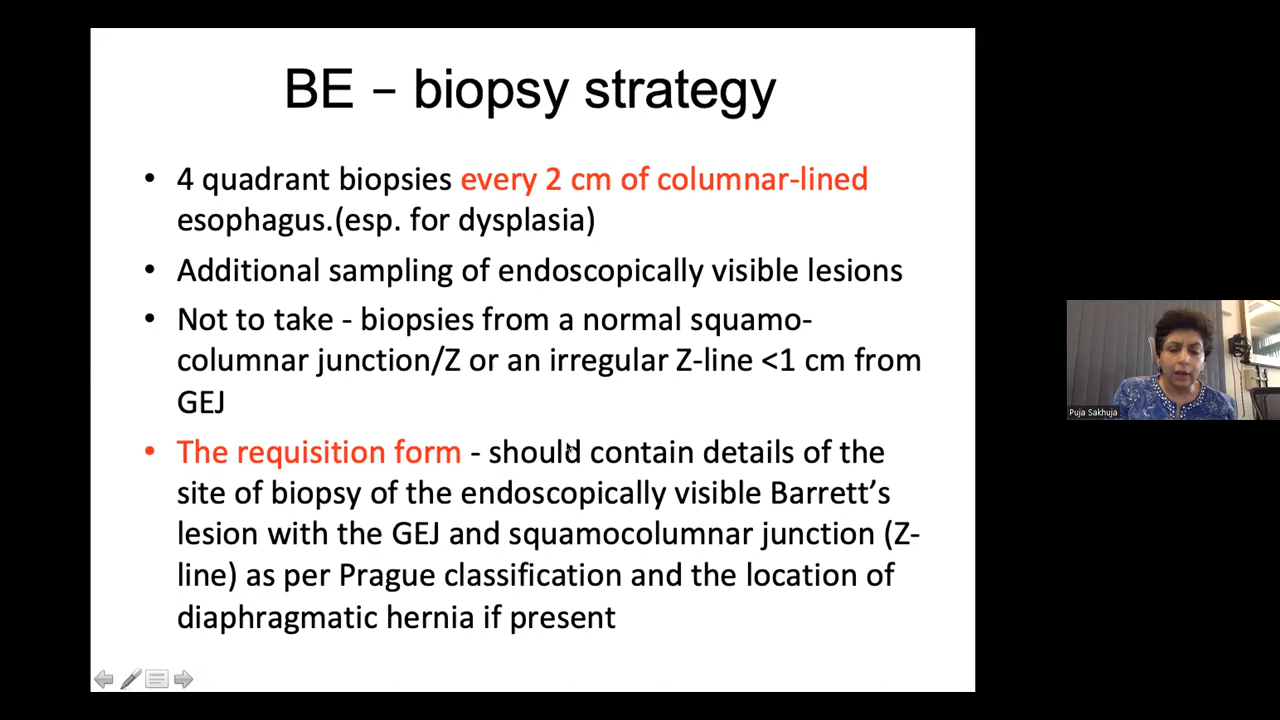 BE – biopsy strategy
• 4 quadrant biopsies every 2 cm of columnar-lined
esophagus.(esp. for dysplasia)
• Additional sampling of endoscopically visible lesions
• Not to take - biopsies from a normal squamo-
columnar junction/Z or an irregular Z-line <1 cm from
GEJ
• The requisition form - should contain details of the
site of biopsy of the endoscopically visible Barrett’s
lesion with the GEJ and squamocolumnar junction (Z-
line) as per Prague classification and the location of
diaphragmatic hernia if present
Puja Sakhuja